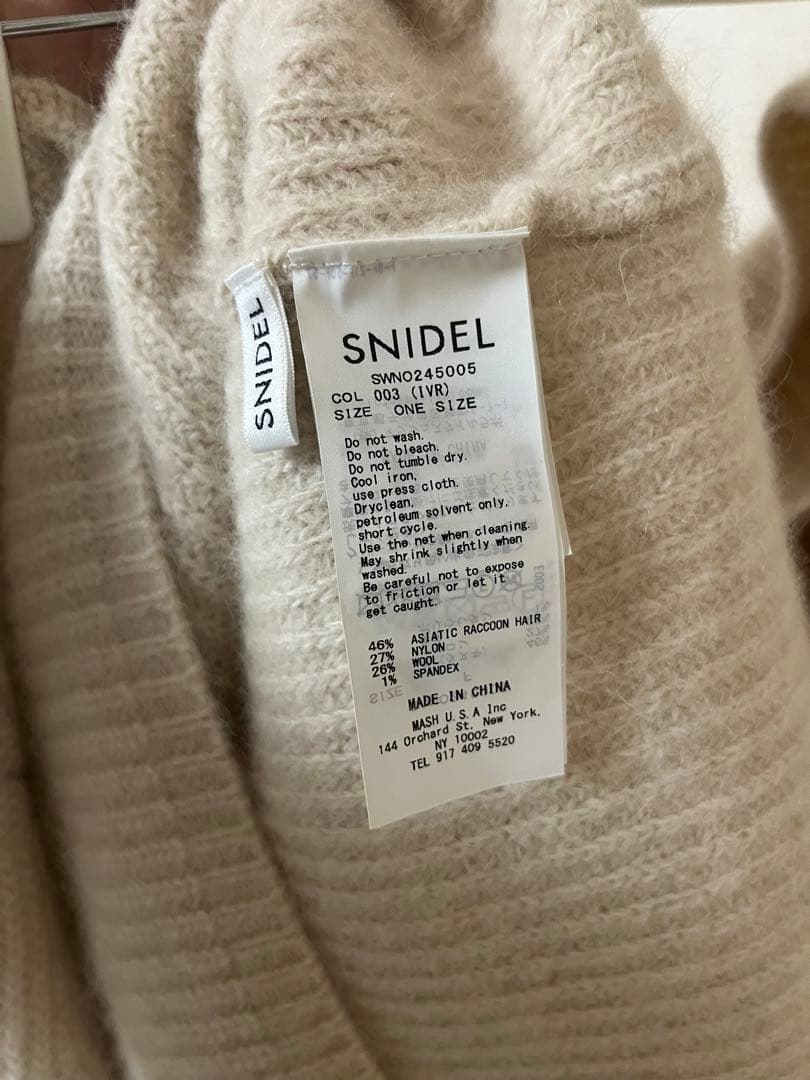 SNIDEL
SNIDEL
SWNO245005
COL 003 (IVR)
SIZE ONE SIZE
Do not wash.
Do not bleach.
Do not tumble dry.
Cool iron,
use press cloth.
Dryclean,
petroleum solvent only.
short cycle.
Use the net when cleaning.
May shrink slightly when
washed.
Be careful not to expose
to friction or let it
get caught.
46% ASIATIC RACCOON HAIR
27% NYLON
26% WOOL
1% SPANDEX
MADE IN CHINA
MASH U.S.A Inc
144 Orchard St. New York.
NY 10002
TEL 917 409 5520